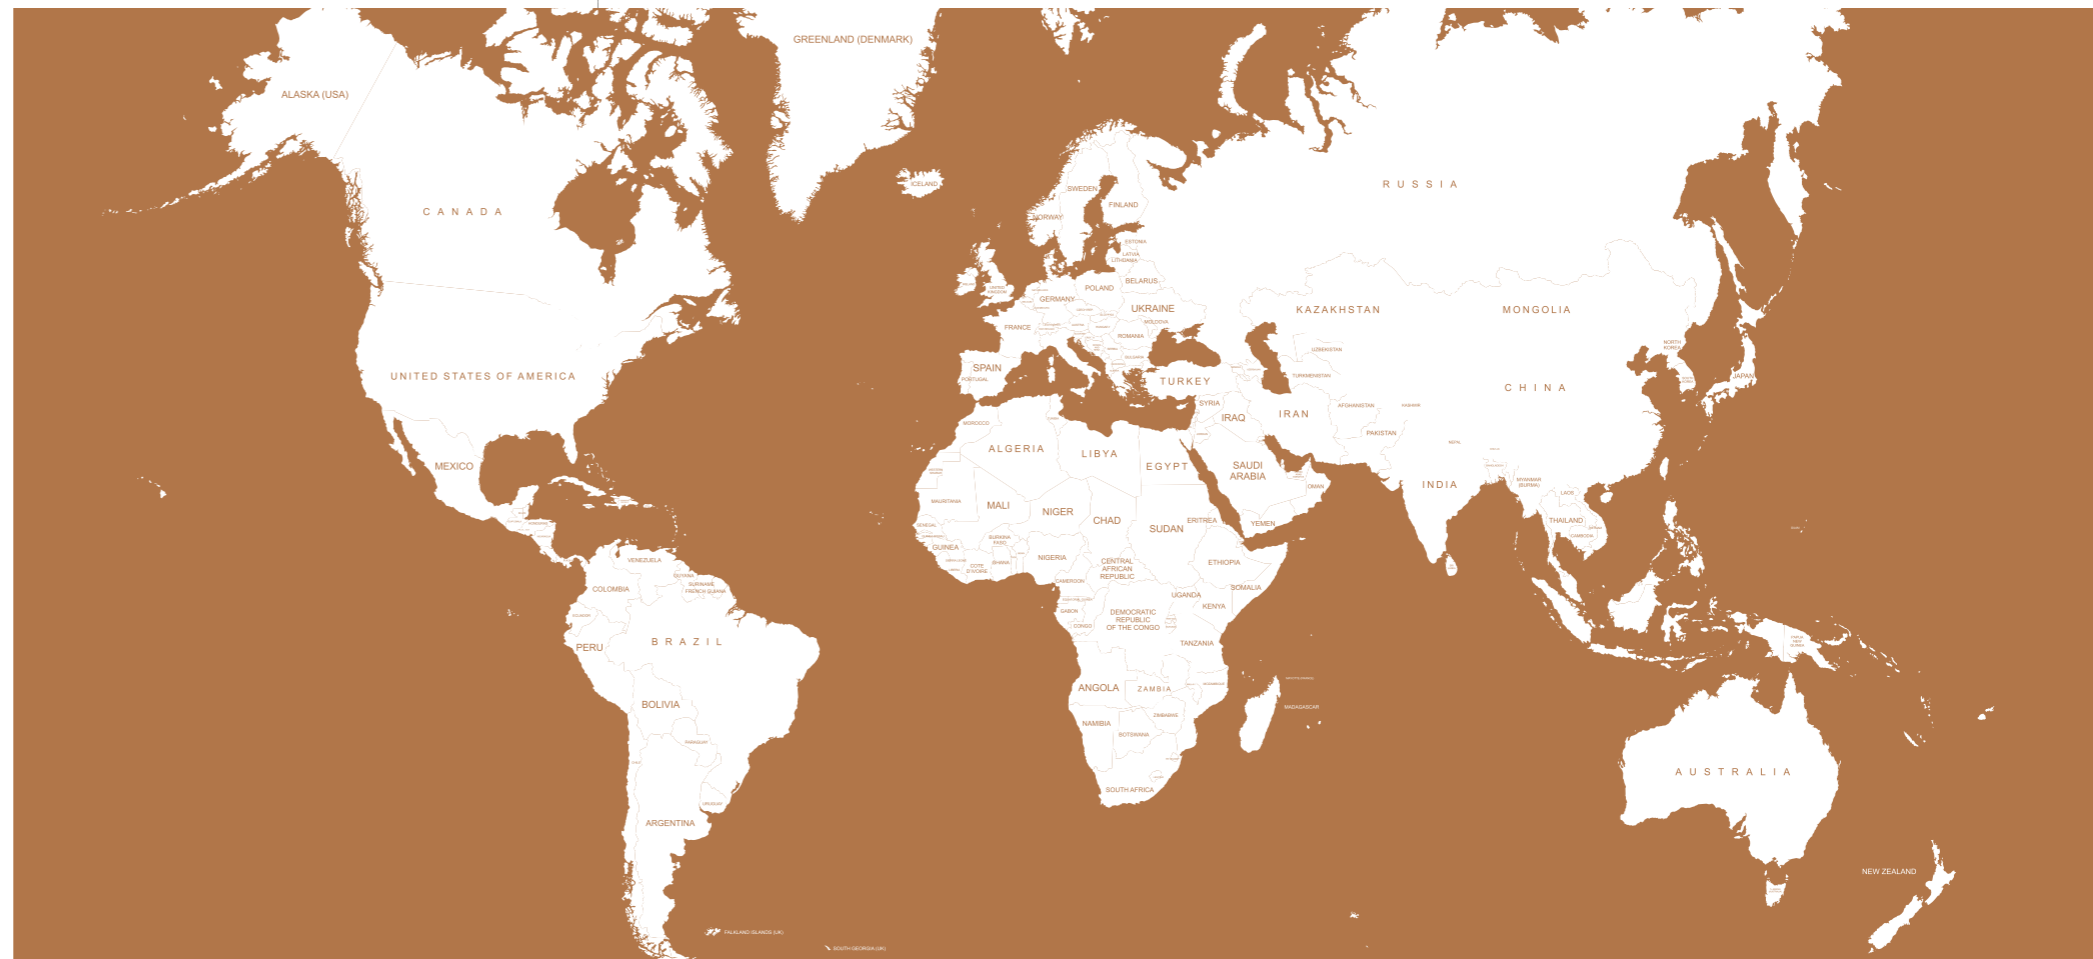 GREENLAND (DENMARK)
ALASKA (USA)
ICELAND
CANADA
RUSSIA
SWEDEN
FINLAND
NORWAY
ESTONIA
LATVIA
LITHUANIA
BELARUS
POLAND
UNITED
KINGDOM
GERMANY
UKRAINE
KAZAKHSTAN
MONGOLIA
MOLDOVA
FRANCE
ROMANIA
NORTH
KOREA
UZBEKISTAN
SPAIN
PORTUGAL
TURKEY
TURKMENISTAN
UNITED STATES OF AMERICA
CHINA
JAPAN
SYRIA
IRAQ
IRAN
AFGHANISTAN
KASHMIR
MOROCCO
PAKISTAN
ALGERIA
LIBYA
EGYPT
NEPAL
MEXICO
SAUDI
ARABIA
INDIA
OMAN
MYANMAR
(BURMA)
LAOS
MAURITANIA
MALI
NIGER
CHAD
SUDAN
ERITREA
YEMEN
THAILAND
CAMBODIA
SENEGAL
GUINEA
BURKINA
FASO
NIGERIA
GHANA
COTE
D'IVOIRE
CENTRAL
AFRICAN
REPUBLIC
ETHIOPIA
VENEZUELA
GUYANA
SURINAME
FRENCH GUIANA
COLOMBIA
CAMEROON
SOMALIA
UGANDA
KENYA
GABON
CONGO
DEMOCRATIC
REPUBLIC
OF THE CONGO
ECUADOR
BRAZIL
PERU
TANZANIA
PAPUA
NEW
GUINEA
ANGOLA
ZAMBIA
BOLIVIA
MADAGASCAR
NAMIBIA
ZIMBABWE
BOTSWANA
PARAGUAY
AUSTRALIA
SOUTH AFRICA
URUGUAY
ARGENTINA
NEW ZEALAND
FALKLAND ISLANDS (UK)
SOUTH GEORGIA (UK)